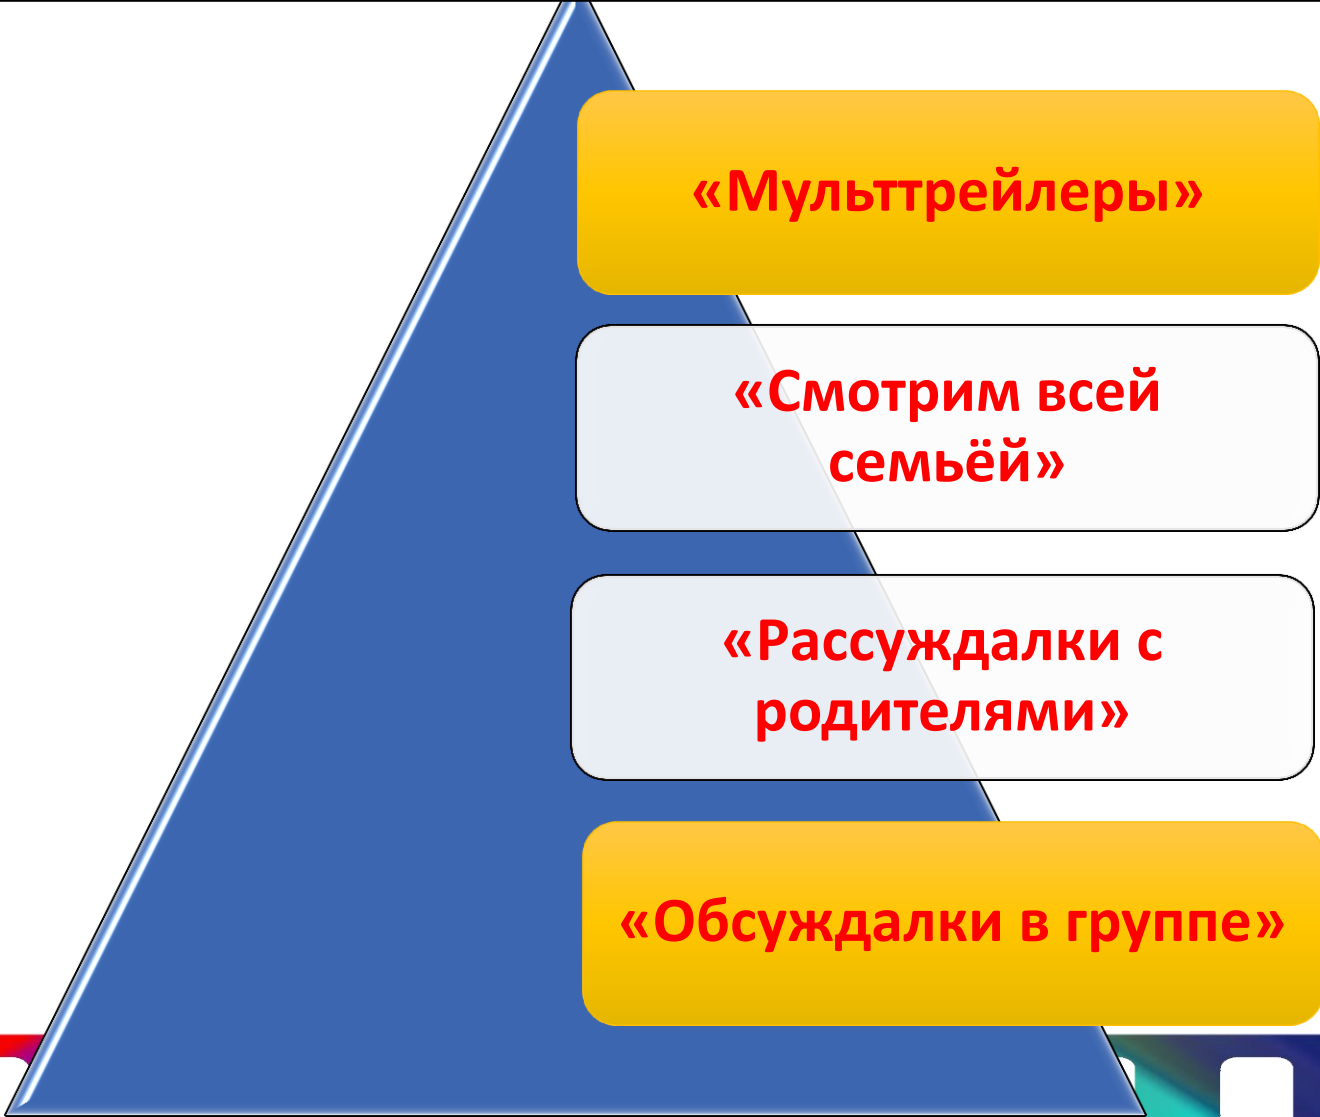 «Мульттрейлеры»
«Смотрим всей
семьёй»
«Рассуждалки с
родителями»
«Обсуждалки в группе»